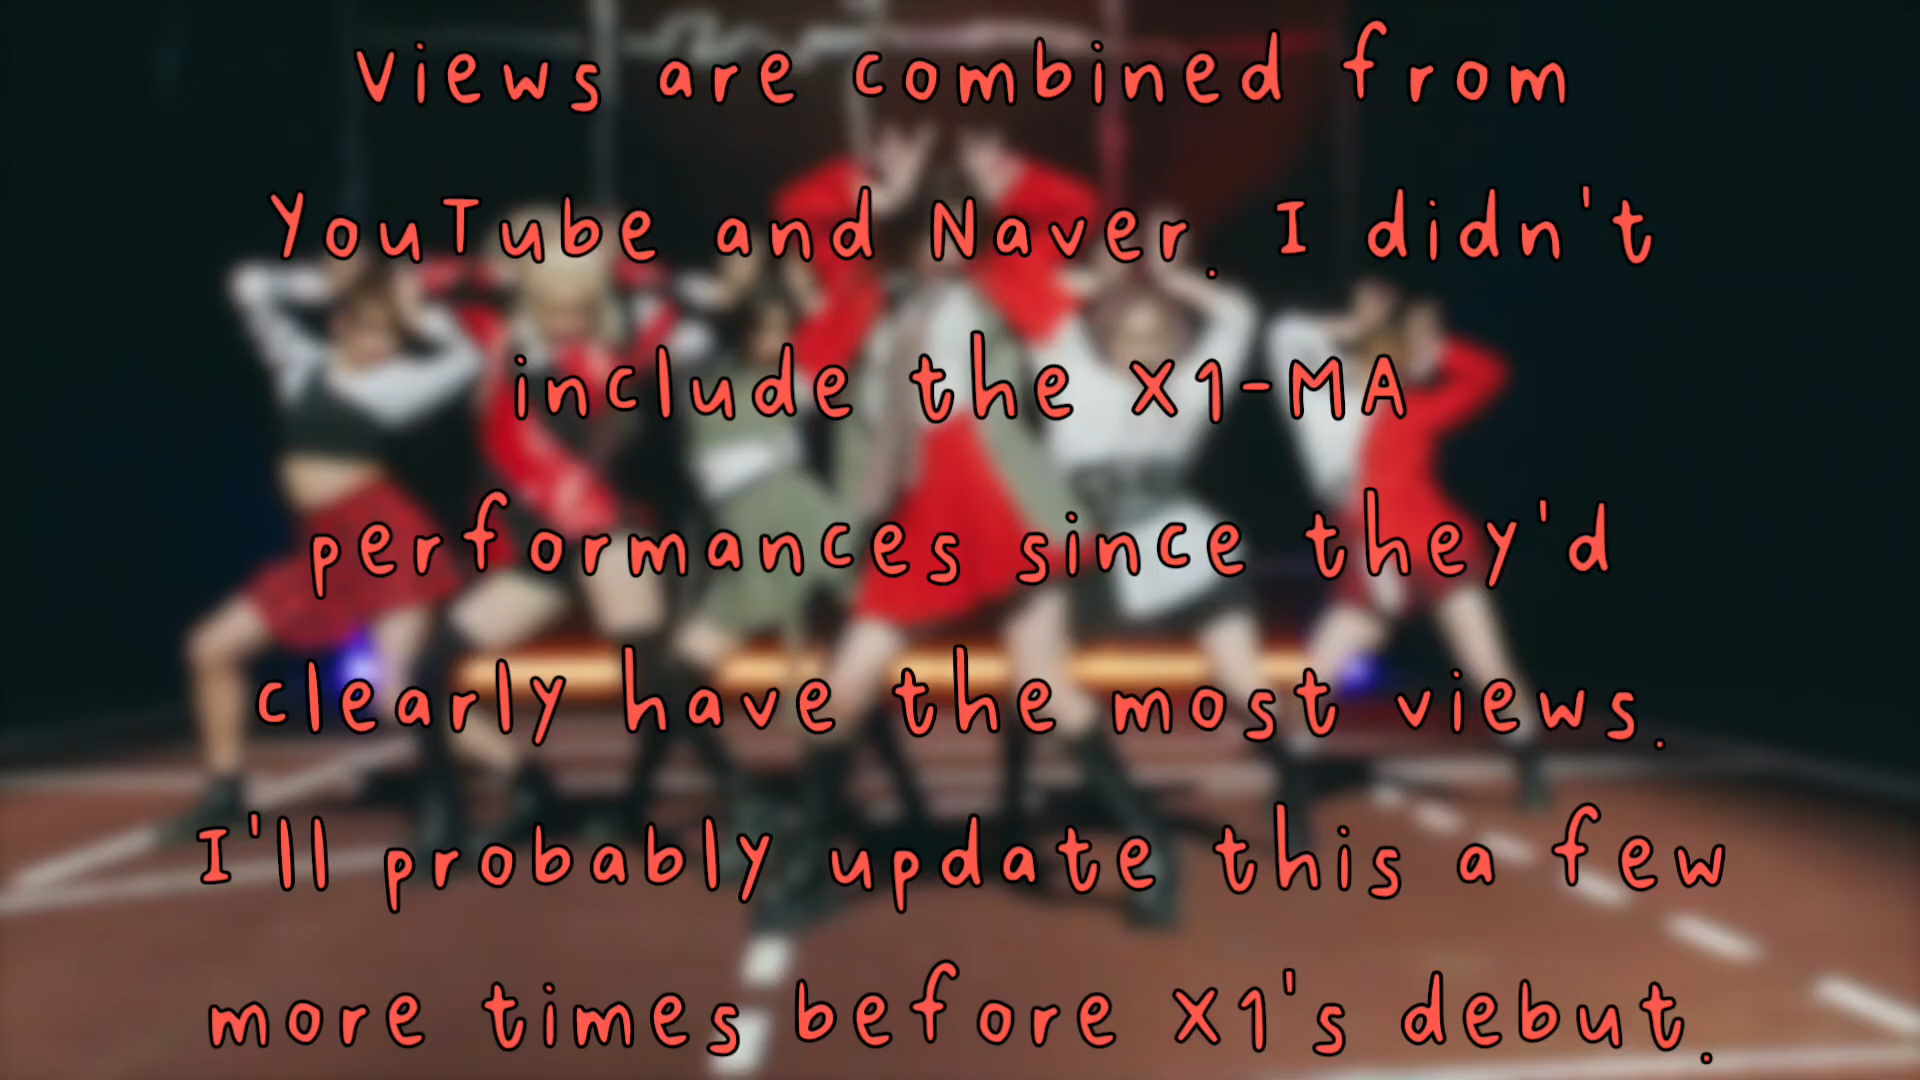 Views are combined from
YouTube and Naver. I didn't
include the X1-MA
performances since they'd
clearly have the most views.
I'll probably update this a few
more times before X1's debut.